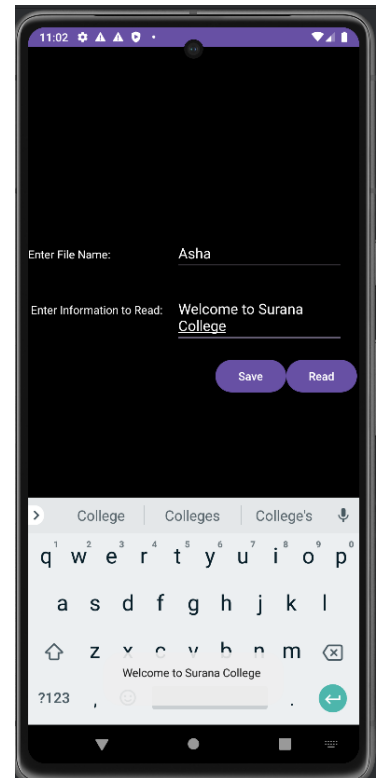 11:02
Enter File Name: Asha
Enter Information to Read: Welcome to Surana
College
Save Read
College Colleges College's
1 2 3 4 5 6 7 8 9 0
q w e r t y u i o p
a s d f g h j k l
z x c v b n m
Welcome to Surana College
?123 , .